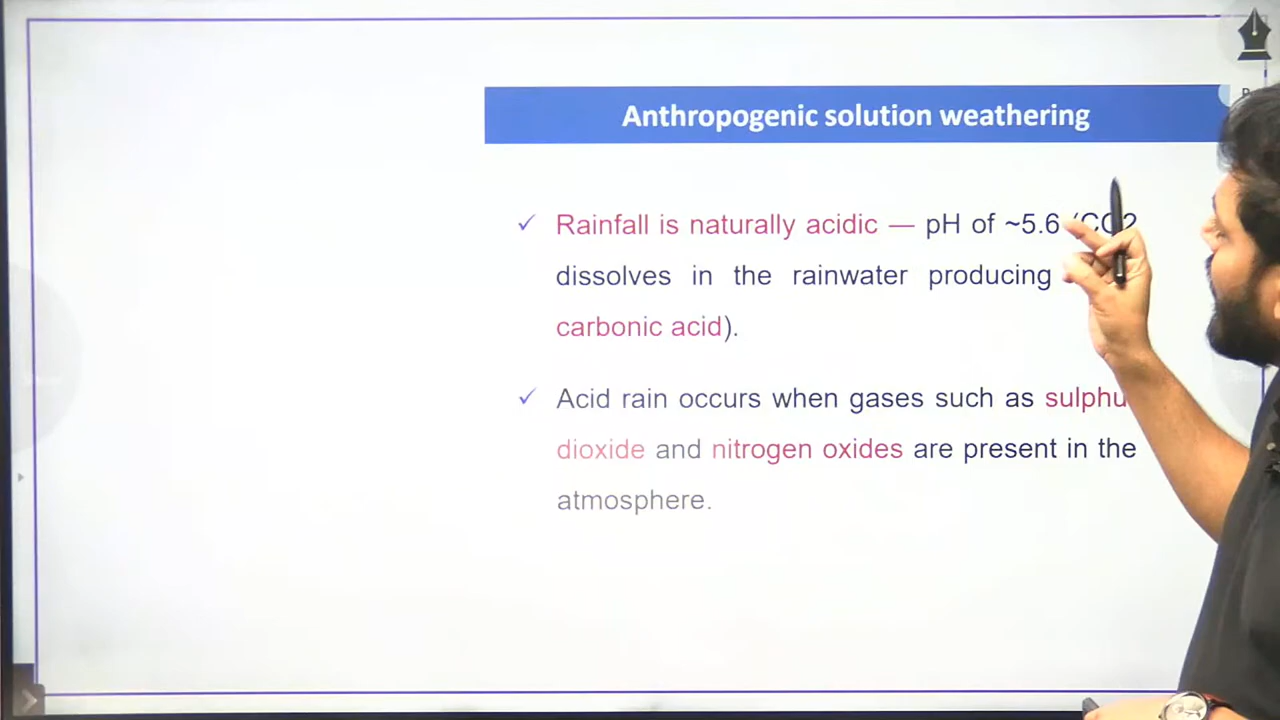 Anthropogenic solution weathering
✓ Rainfall is naturally acidic — pH of ~5.6 (CO2
dissolves in the rainwater producing
carbonic acid).
✓ Acid rain occurs when gases such as
dioxide and nitrogen oxides are present in the
atmosphere.